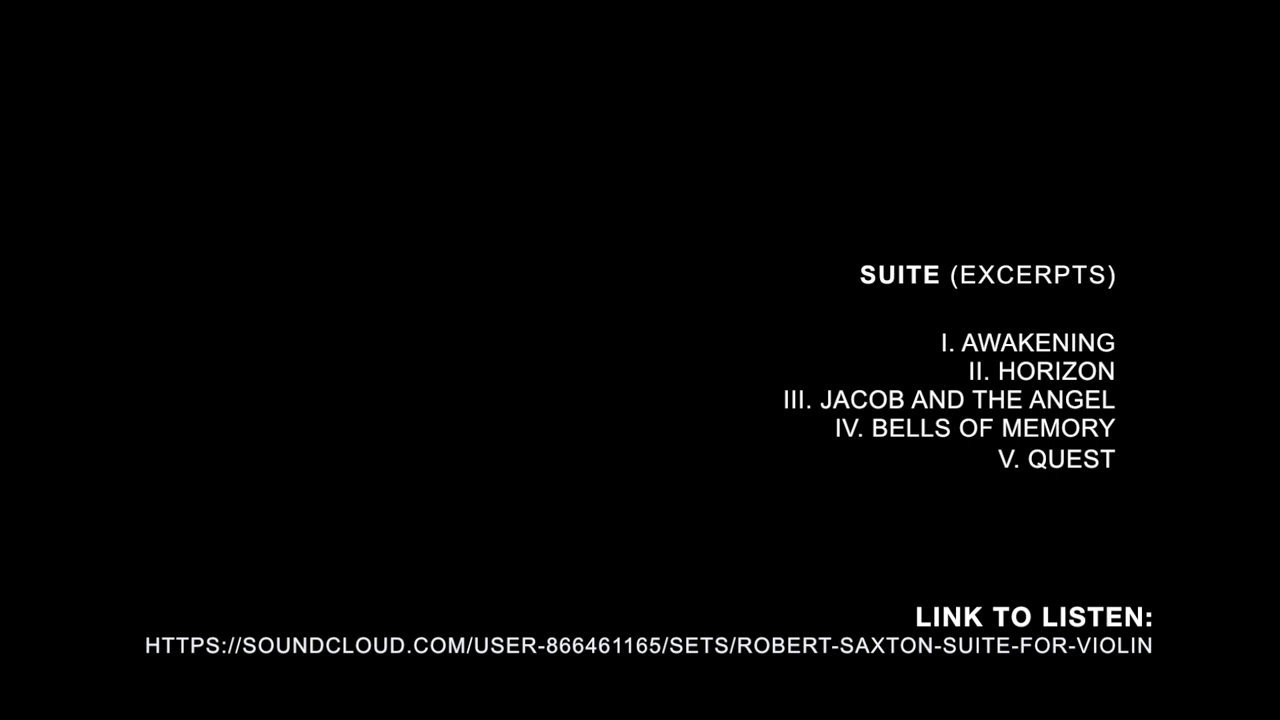 SUITE (EXCERPTS)
I. AWAKENING
II. HORIZON
III. JACOB AND THE ANGEL
IV. BELLS OF MEMORY
V. QUEST
LINK TO LISTEN:
HTTPS://SOUNDCLOUD.COM/USER-866461165/SETS/ROBERT-SAXTON-SUITE-FOR-VIOLIN